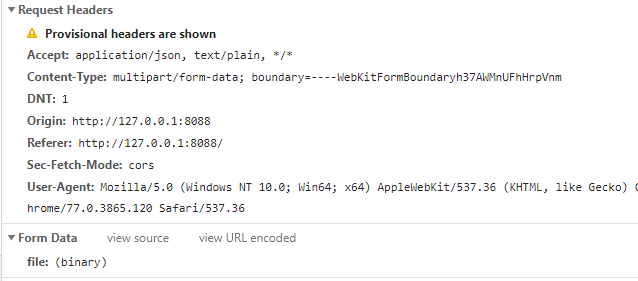 Request Headers
Provisional headers are shown
Accept: application/json, text/plain, */*
Content-Type: multipart/form-data; boundary=----WebKitFormBoundaryh37AWMnUFhHrpVnm
DNT: 1
Origin: http://127.0.0.1:8088
Referer: http://127.0.0.1:8088/
Sec-Fetch-Mode: cors
User-Agent: Mozilla/5.0 (Windows NT 10.0; Win64; x64) AppleWebKit/537.36 (KHTML, like Gecko) C
hrome/77.0.3865.120 Safari/537.36
Form Data view source view URL encoded
file: (binary)